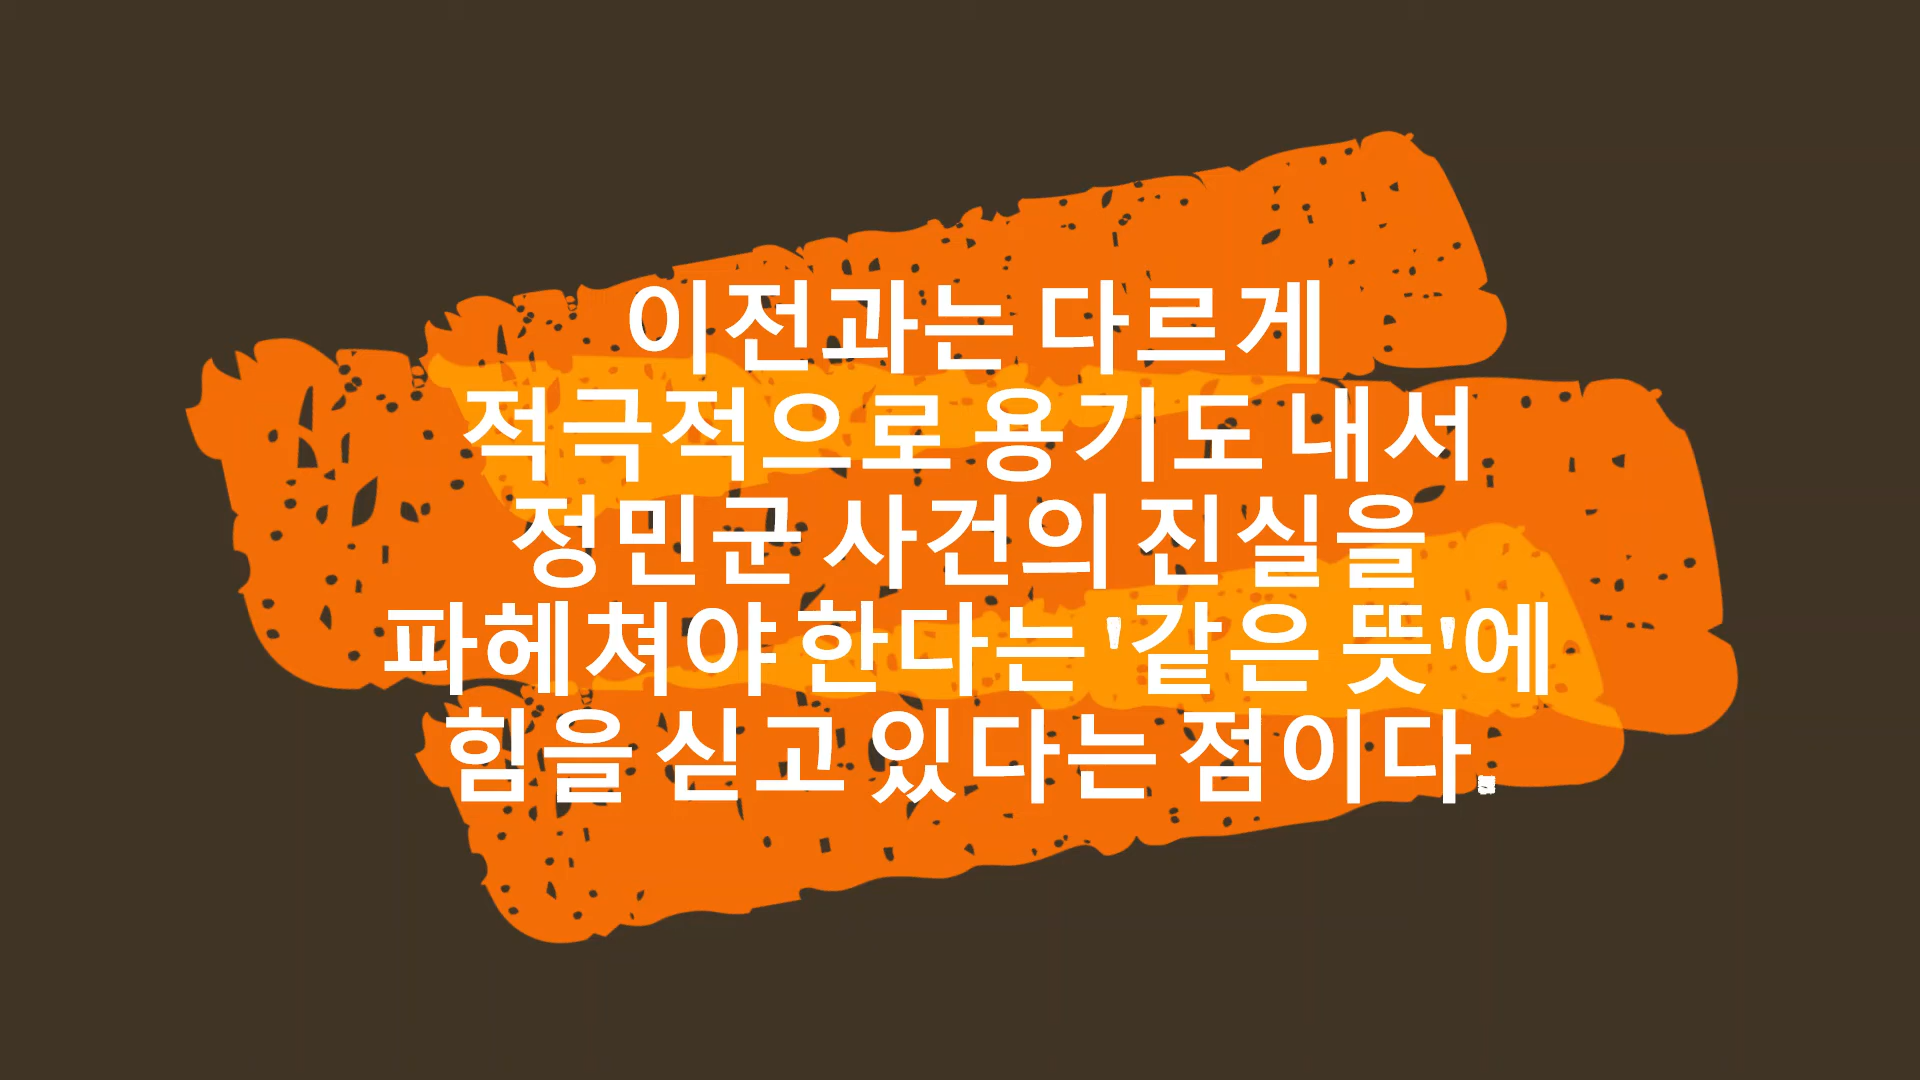 이전과는 다르게
적극적으로 용기도 내서
정민군 사건의 진실을
파헤쳐야 한다는 '같은 뜻'에
힘을 싣고 있다는 점이다.